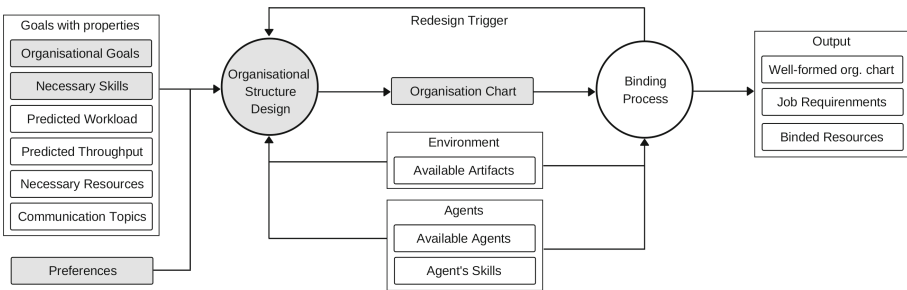 Goals with properties
Organisational Goals
Necessary Skills
Predicted Workload
Predicted Throughput
Necessary Resources
Communication Topics
Preferences
Redesign Trigger
Organisational
Structure
Design
Organisation Chart
Environment
Available Artifacts
Agents
Available Agents
Agent's Skills
Binding
Process
Output
Well-formed org. chart
Job Requirenments
Binded Resources